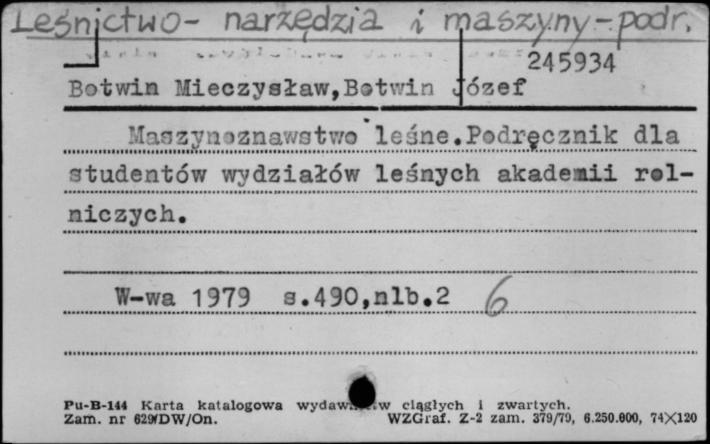 Leśnictwo - narzędzia i maszyny - podr.
245934
Botwin Mieczysław,Botwin Józef
Maszynoznawstwo leśne.Podręcznik dla
studentów wydziałów leśnych akademii rol-
niczych.
W-wa 1979 s.490,nlb.2 6
Pu-B-144 Karta katalogowa wydawnictw ciągłych i zwartych.
Zam. nr 629/DW/On. WZGraf. Z-2 zam. 379/79, 6.250.000, 74×120